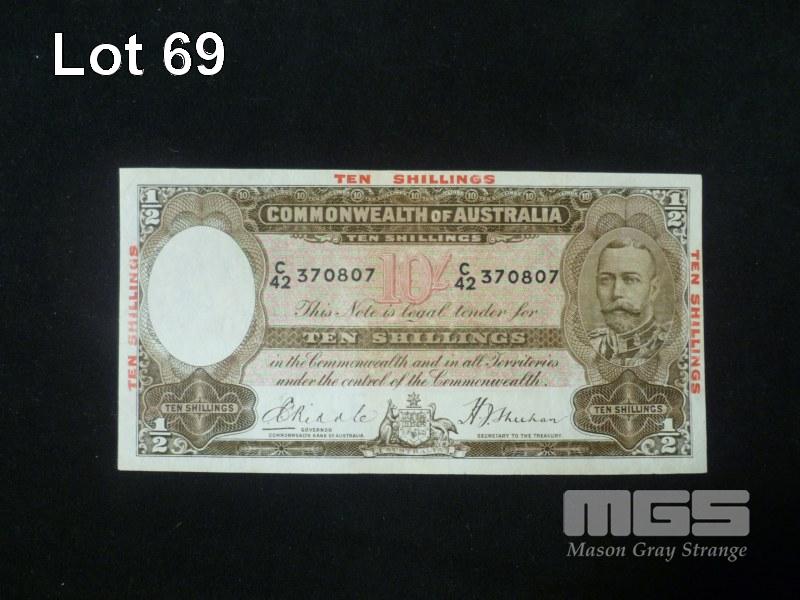 Lot 69
TEN SHILLINGS
1/2
1/2
COMMONWEALTH OF AUSTRALIA
TEN SHILLINGS
C/42 370807 10/- C/42 370807
This Note is legal tender for
TEN SHILLINGS
in the Commonwealth and in all Territories
under the control of the Commonwealth.
TEN SHILLINGS
TEN SHILLINGS
TEN SHILLINGS
TEN SHILLINGS
E Riddle
H J Sheehan
GOVERNOR
COMMONWEALTH BANK OF AUSTRALIA
SECRETARY TO THE TREASURY
AUSTRALIA
1/2
1/2
MGS
Mason Gray Strange